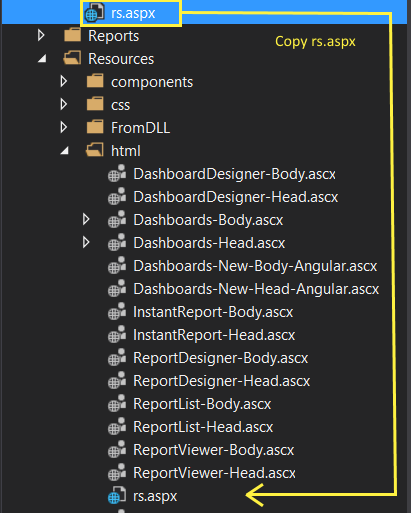 rs.aspx
Reports
Copy rs.aspx
Resources
components
css
FromDLL
html
DashboardDesigner-Body.ascx
DashboardDesigner-Head.ascx
Dashboards-Body.ascx
Dashboards-Head.ascx
Dashboards-New-Body-Angular.ascx
Dashboards-New-Head-Angular.ascx
InstantReport-Body.ascx
InstantReport-Head.ascx
ReportDesigner-Body.ascx
ReportDesigner-Head.ascx
ReportList-Body.ascx
ReportList-Head.ascx
ReportViewer-Body.ascx
ReportViewer-Head.ascx
rs.aspx